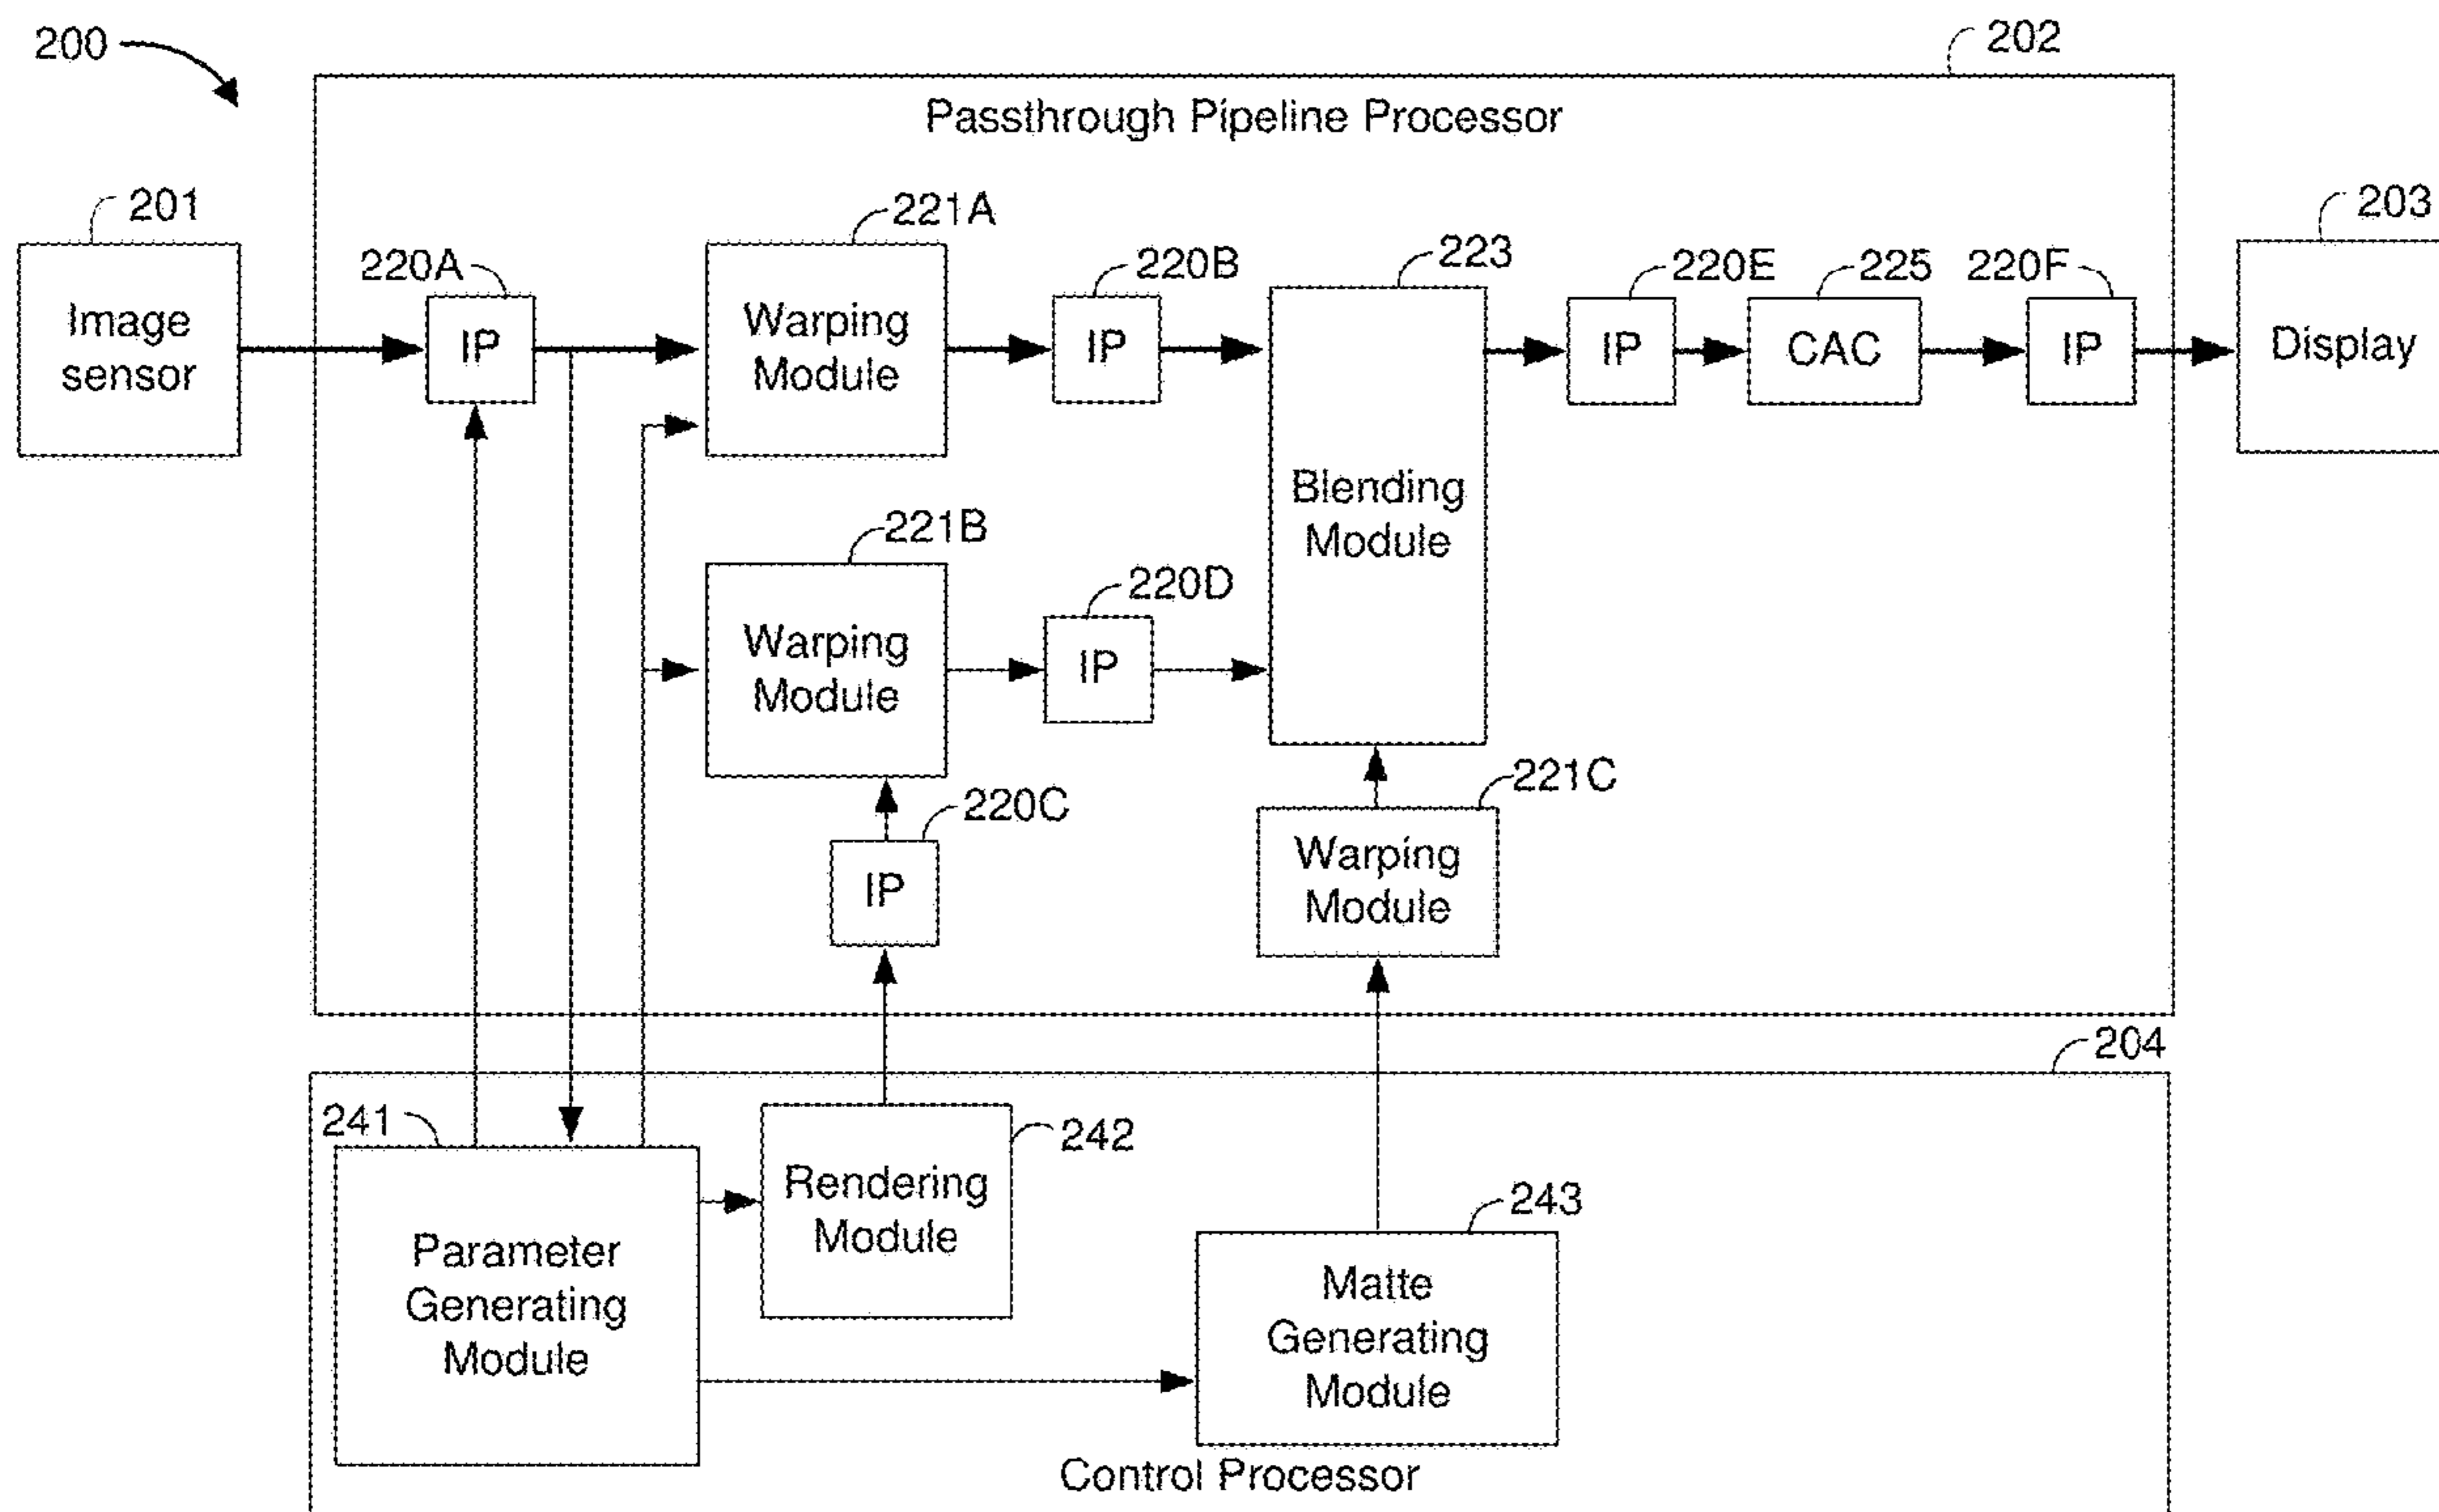 200
202
Passthrough Pipeline Processor
201
221A
203
220A
220B
223
220E
225
220F
Image
sensor
IP
Warping
Module
IP
IP
CAC
IP
Display
Blending
Module
221B
220D
Warping
Module
IP
220C
221C
IP
Warping
Module
204
241
242
Rendering
Module
243
Parameter
Generating
Module
Matte
Generating
Module
Control Processor